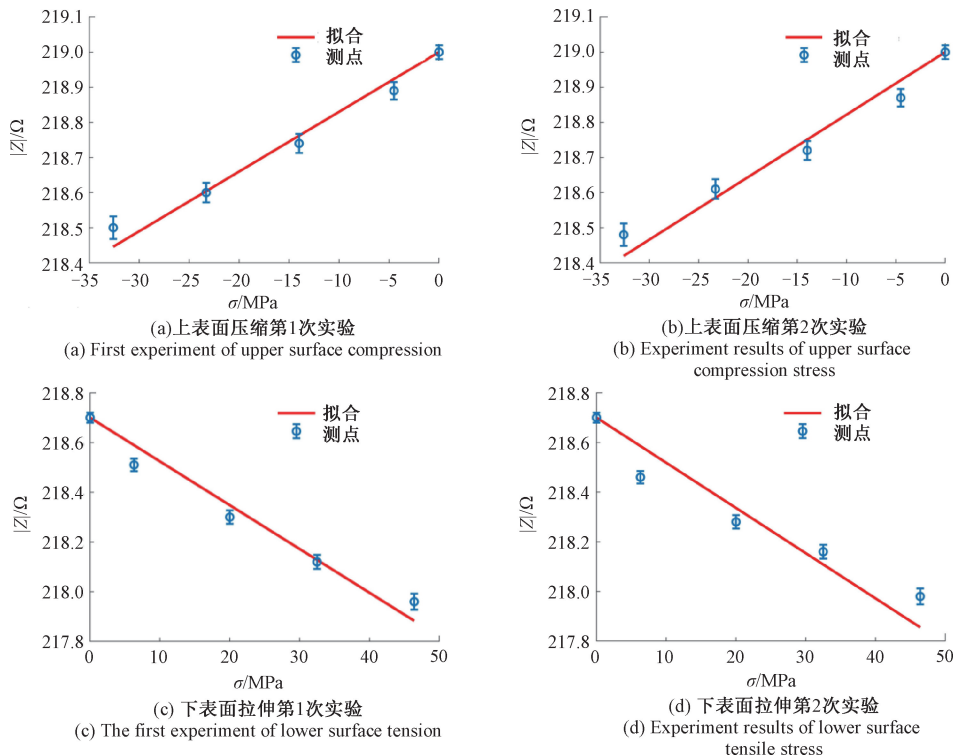 219.1
219.0
218.9
218.8
218.7
218.6
218.5
218.4
|Z|/Ω
拟合
测点
−35 −30 −25 −20 −15 −10 −5 0
σ/MPa
(a)上表面压缩第1次实验
(a) First experiment of upper surface compression
219.1
219.0
218.9
218.8
218.7
218.6
218.5
218.4
|Z|/Ω
拟合
测点
−35 −30 −25 −20 −15 −10 −5 0
σ/MPa
(b)上表面压缩第2次实验
(b) Experiment results of upper surface
compression stress
218.8
218.6
218.4
218.2
218.0
217.8
|Z|/Ω
拟合
测点
0 10 20 30 40 50
σ/MPa
(c) 下表面拉伸第1次实验
(c) The first experiment of lower surface tension
218.8
218.6
218.4
218.2
218.0
217.8
|Z|/Ω
拟合
测点
0 10 20 30 40 50
σ/MPa
(d) 下表面拉伸第2次实验
(d) Experiment results of lower surface
tensile stress